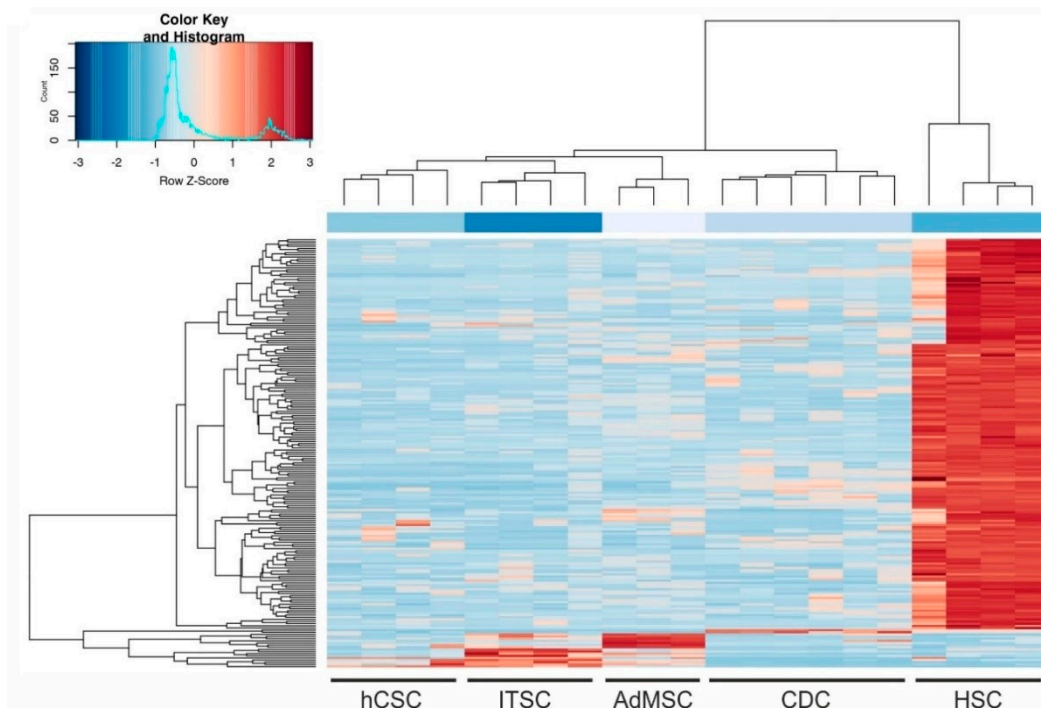 Color Key
and Histogram
Count
0
50
150
-3 -2 -1 0 1 2 3
Row Z-Score
hCSC ITSC AdMSC CDC HSC